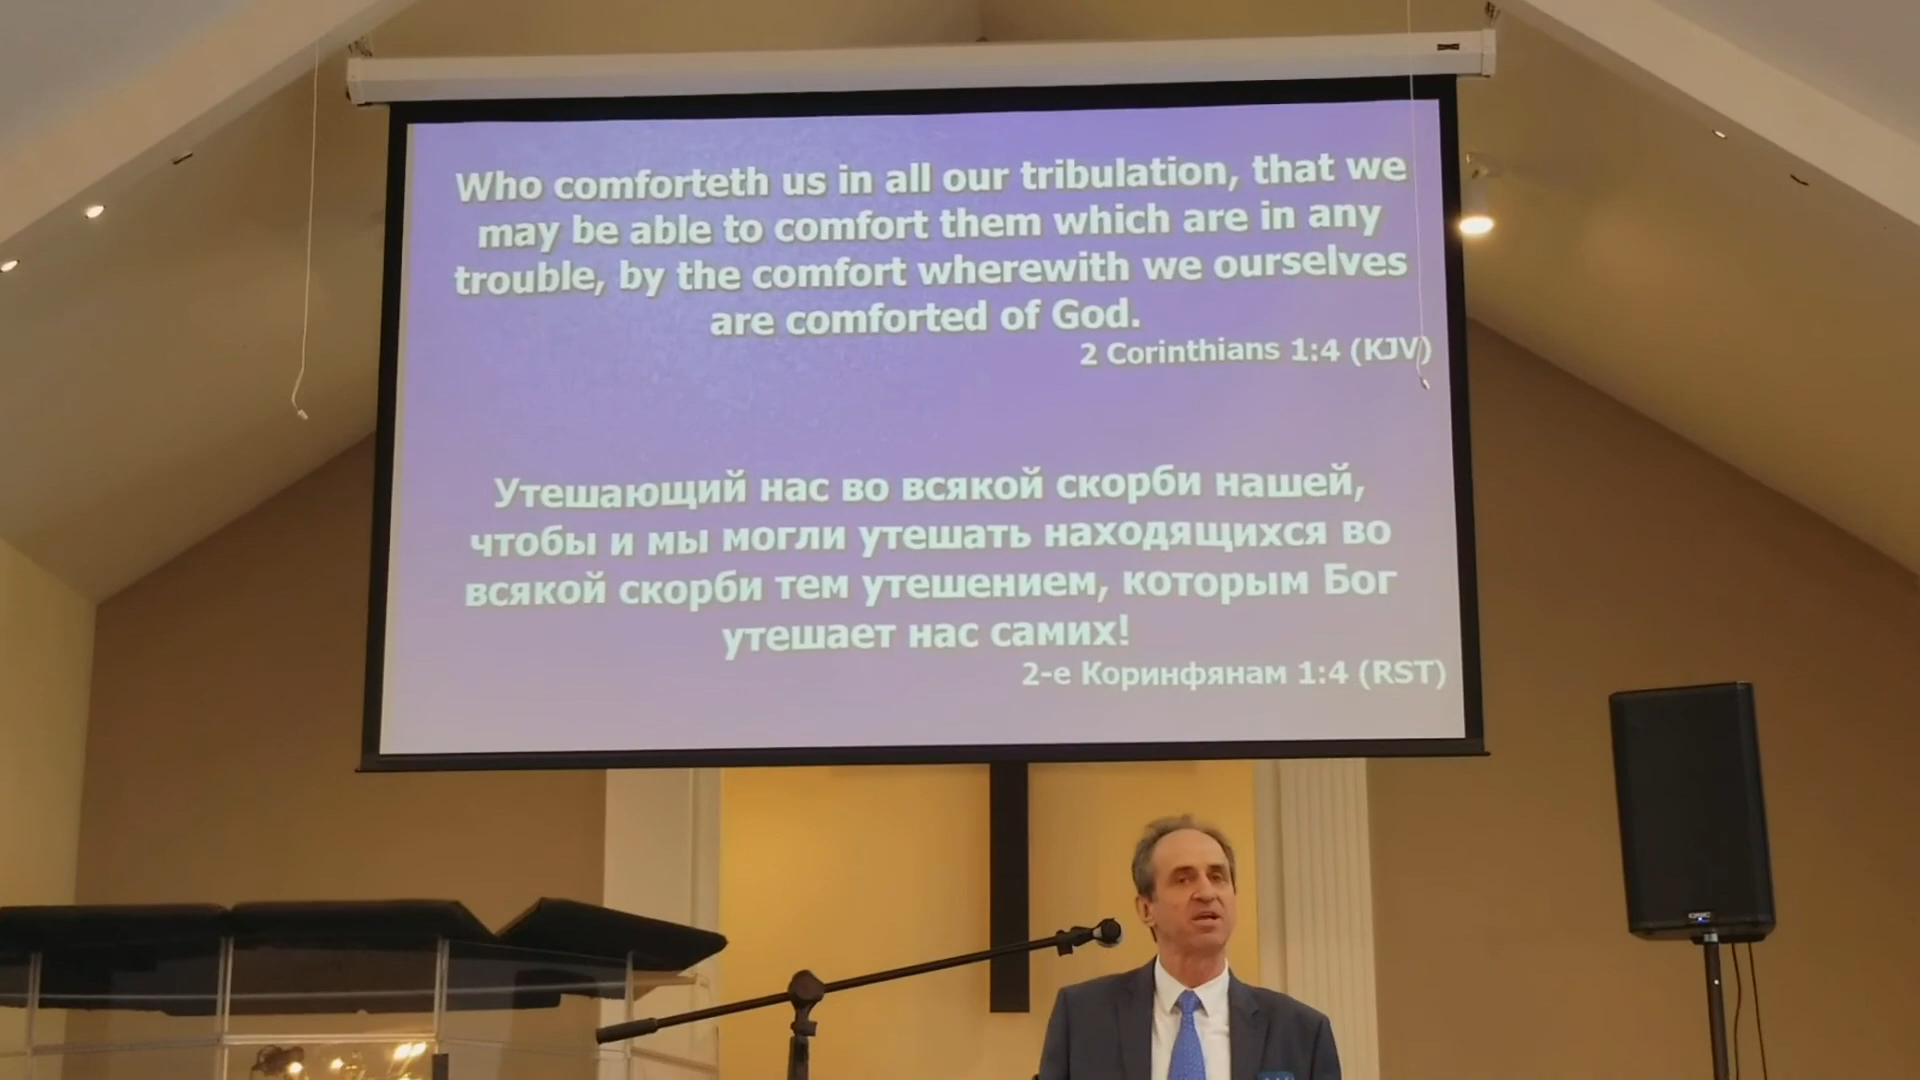 Who comforteth us in all our tribulation, that we
may be able to comfort them which are in any
trouble, by the comfort wherewith we ourselves
are comforted of God.
2 Corinthians 1:4 (KJV)
Утешающий нас во всякой скорби нашей,
чтобы и мы могли утешать находящихся во
всякой скорби тем утешением, которым Бог
утешает нас самих!
2-е Коринфянам 1:4 (RST)